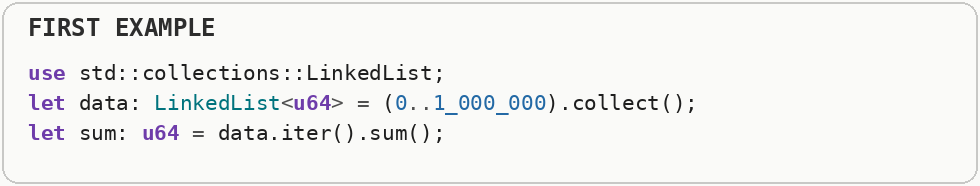 FIRST EXAMPLE
use std::collections::LinkedList;
let data: LinkedList<u64> = (0..1_000_000).collect();
let sum: u64 = data.iter().sum();